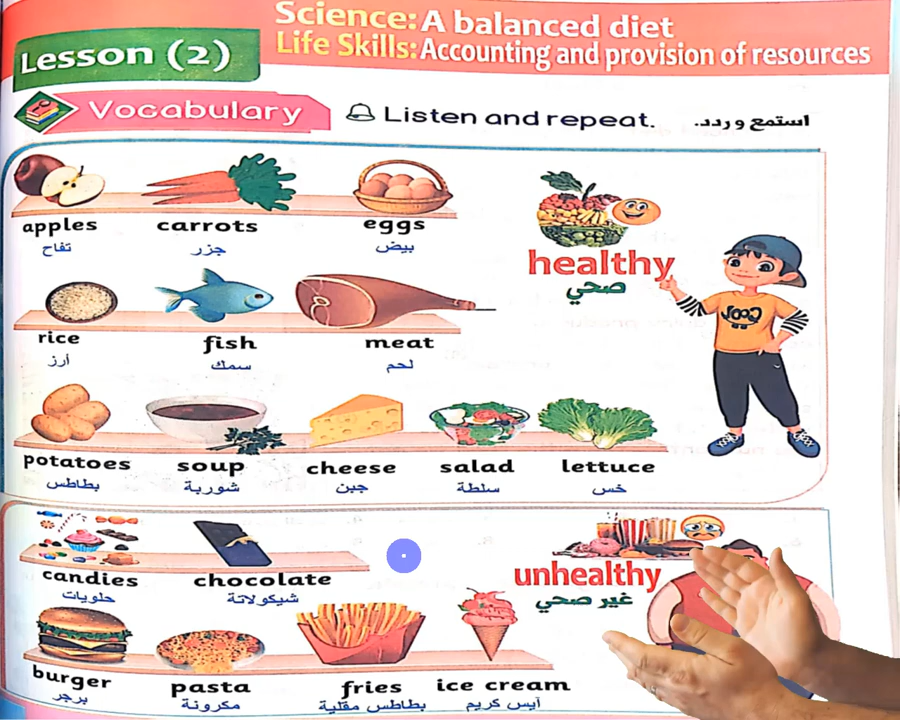 Science: A balanced diet
Life Skills: Accounting and provision of resources
Lesson (2)
Vocabulary
Listen and repeat.
استمع و ردد.
apples carrots eggs
تفاح جزر بيض
healthy
صحي
COOL
rice fish meat
أرز سمك لحم
potatoes soup cheese salad lettuce
بطاطس شوربة جبن سلطة خس
candies chocolate
حلويات شيكولاتة
unhealthy
غير صحي
burger pasta fries ice cream
برجر مكرونة بطاطس مقلية آيس كريم